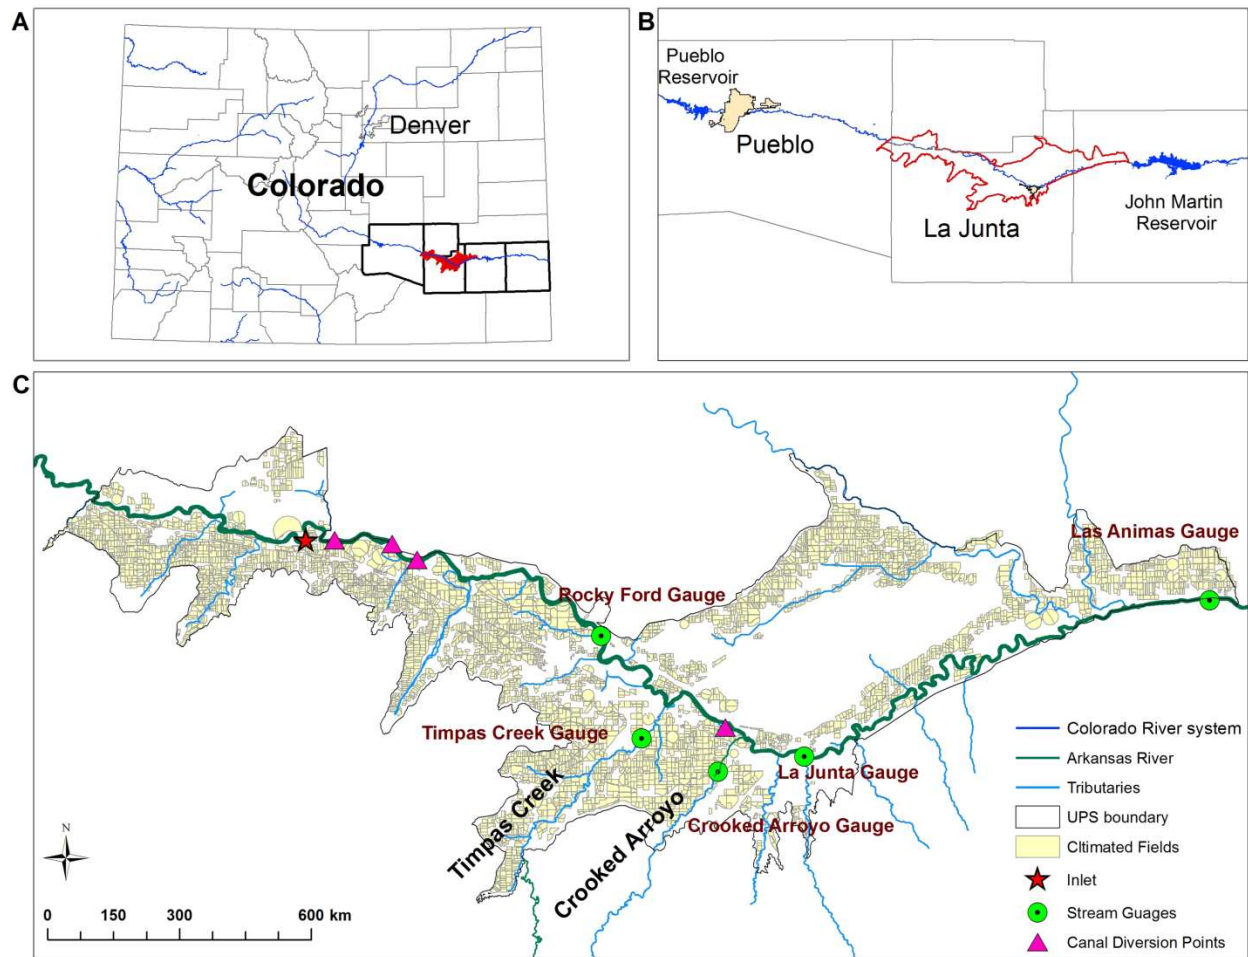 A
Denver
Colorado
B
Pueblo
Reservoir
Pueblo
La Junta
John Martin
Reservoir
C
Las Animas Gauge
Rocky Ford Gauge
Timpas Creek Gauge
La Junta Gauge
Crooked Arroyo Gauge
Timpas Creek
Crooked Arroyo
N
0 150 300 600 km
Colorado River system
Arkansas River
Tributaries
UPS boundary
Cltimated Fields
Inlet
Stream Guages
Canal Diversion Points